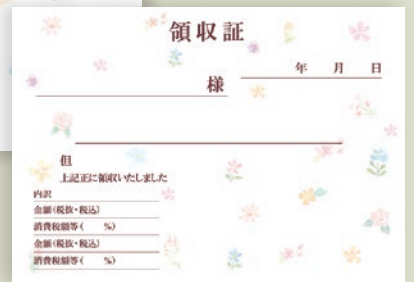 領収証
年 月 日
様
但
上記正に領収いたしました
内訳
金額(税抜・税込)
消費税額等( %)
金額(税抜・税込)
消費税額等( %)